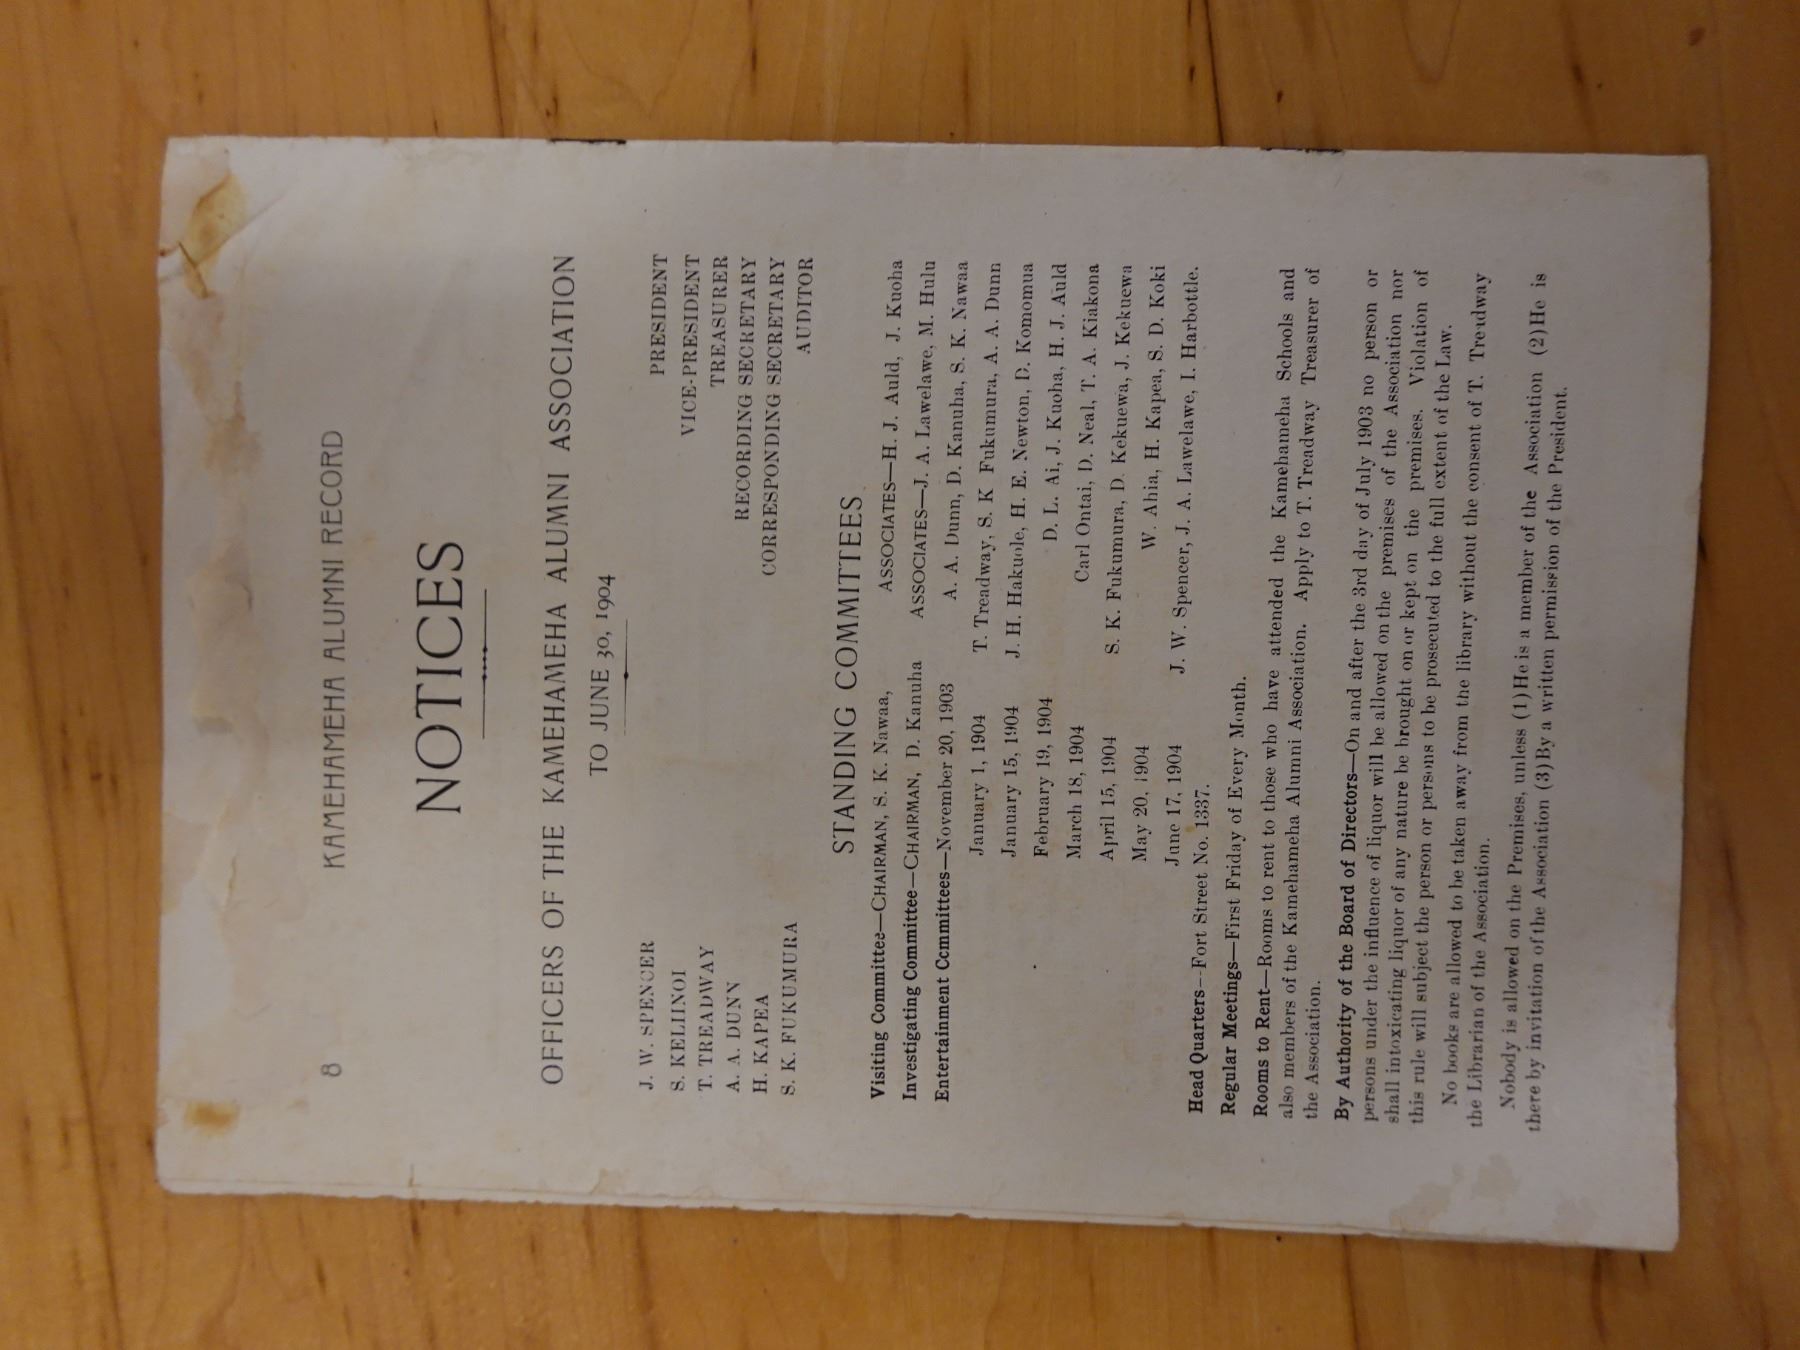 8 KAMEHAMEHA ALUMNI RECORD
NOTICES
OFFICERS OF THE KAMEHAMEHA ALUMNI ASSOCIATION
TO JUNE 30, 1904
J. W. SPENCER PRESIDENT
S. KELIINOI VICE-PRESIDENT
T. TREADWAY TREASURER
A. A. DUNN RECORDING SECRETARY
H. KAPEA CORRESPONDING SECRETARY
S. K. FUKUMURA AUDITOR
STANDING COMMITTEES
Visiting Committee—CHAIRMAN, S. K. Nawaa, ASSOCIATES—H. J. Auld, J. Kuoha
Investigating Committee—CHAIRMAN, D. Kanuha ASSOCIATES—J. A. Lawelawe, M. Hulu
Entertainment Ccmmittees—November 20, 1903 A. A. Dunn, D. Kanuha, S. K. Nawaa
January 1, 1904 T. Treadway, S. K Fukumura, A. A. Dunn
January 15, 1904 J. H. Hakuole, H. E. Newton, D. Komomua
February 19, 1904 D. L. Ai, J. Kuoha, H. J. Auld
March 18, 1904 Carl Ontai, D. Neal, T. A. Kiakona
April 15, 1904 S. K. Fukumura, D. Kekuewa, J. Kekuewa
May 20, 1904 W. Ahia, H. Kapea, S. D. Koki
June 17, 1904 J. W. Spencer, J. A. Lawelawe, I. Harbottle.
Head Quarters--Fort Street No. 1337.
Regular Meetings—First Friday of Every Month.
Rooms to Rent—Rooms to rent to those who have attended the Kamehameha Schools and
also members of the Kamehameha Alumni Association. Apply to T. Treadway Treasurer of
the Association.
By Authority of the Board of Directors—On and after the 3rd day of July 1903 no person or
persons under the influence of liquor will be allowed on the premises of the Association nor
shall intoxicating liquor of any nature be brought on or kept on the premises. Violation of
this rule will subject the person or persons to be prosecuted to the full extent of the Law.
No books are allowed to be taken away from the library without the consent of T. Treadway
the Librarian of the Association.
Nobody is allowed on the Premises, unless (1)He is a member of the Association (2)He is
there by invitation of the Association (3)By a written permission of the President.